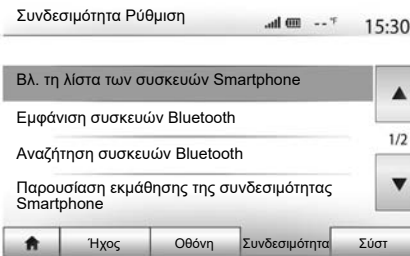 Συνδεσιμότητα Ρύθμιση
--°F
15:30
Βλ. τη λίστα των συσκευών Smartphone
Εμφάνιση συσκευών Bluetooth
1/2
Αναζήτηση συσκευών Bluetooth
Παρουσίαση εκμάθησης της συνδεσιμότητας
Smartphone
Ήχος
Οθόνη
Συνδεσιμότητα
Σύστ